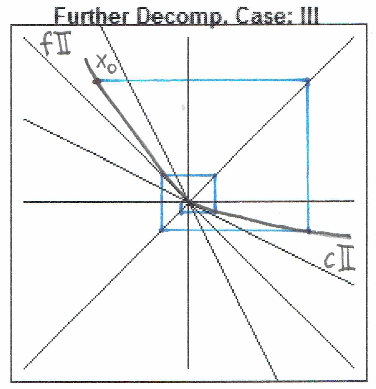 Further Decomp. Case: III
fII
x₀
cII